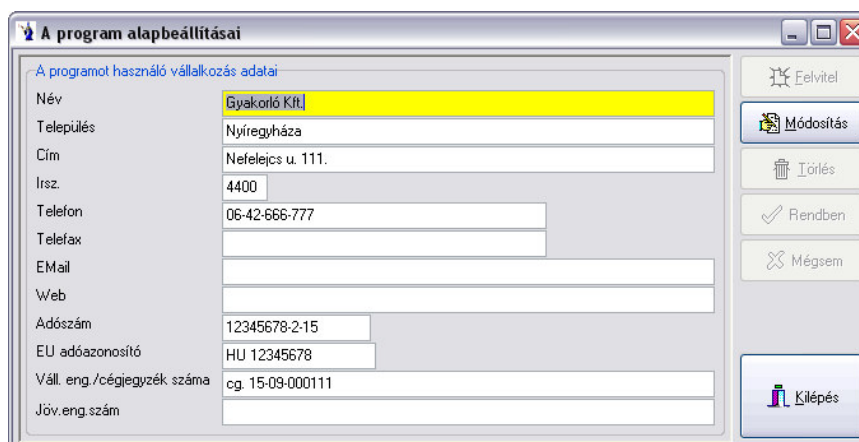 A program alapbeállításai
A programot használó vállalkozás adatai
Név Gyakorló Kft.
Település Nyíregyháza
Cím Nefelejcs u. 111.
Irsz. 4400
Telefon 06-42-666-777
Telefax
EMail
Web
Adószám 12345678-2-15
EU adóazonosító HU 12345678
Váll. eng./cégjegyzék száma cg. 15-09-000111
Jöv.eng.szám
Felvitel
Módosítás
Törlés
Rendben
Mégsem
Kilépés